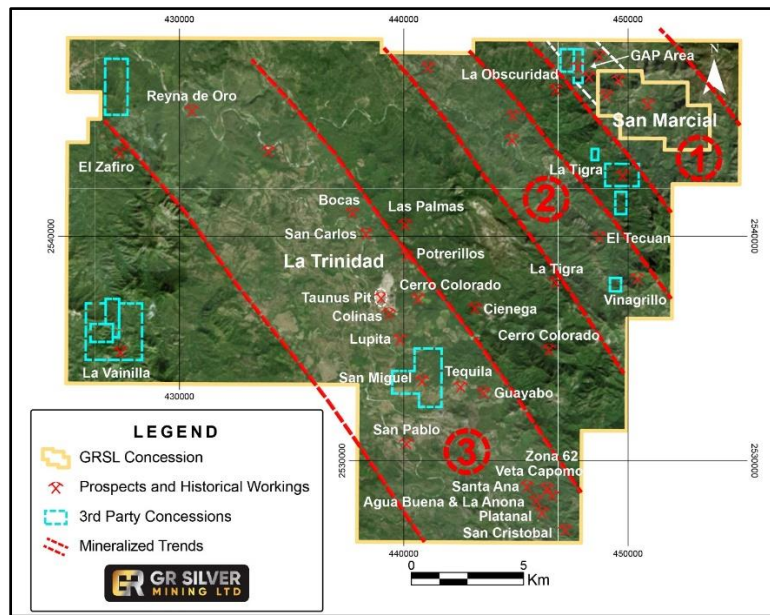 430000
440000
450000
N
GAP Area
La Obscuridad
Reyna de Oro
San Marcial
1
El Zafiro
La Tigra
2
Bocas
Las Palmas
San Carlos
2540000
El Tecuan
2540000
Potrerillos
La Trinidad
La Tigra
Taunus Pit
Cerro Colorado
Vinagrillo
Colinas
Cienega
Lupita
Cerro Colorado
La Vainilla
San Miguel
Tequila
Guayabo
430000
LEGEND
GRSL Concession
Prospects and Historical Workings
3rd Party Concessions
Mineralized Trends
GR
GR SILVER
MINING LTD
San Pablo
3
Zona 62
2530000
2530000
Veta Capomo
Santa Ana
Agua Buena & La Anona
Platanal
San Cristobal
440000
450000
0 5
Km